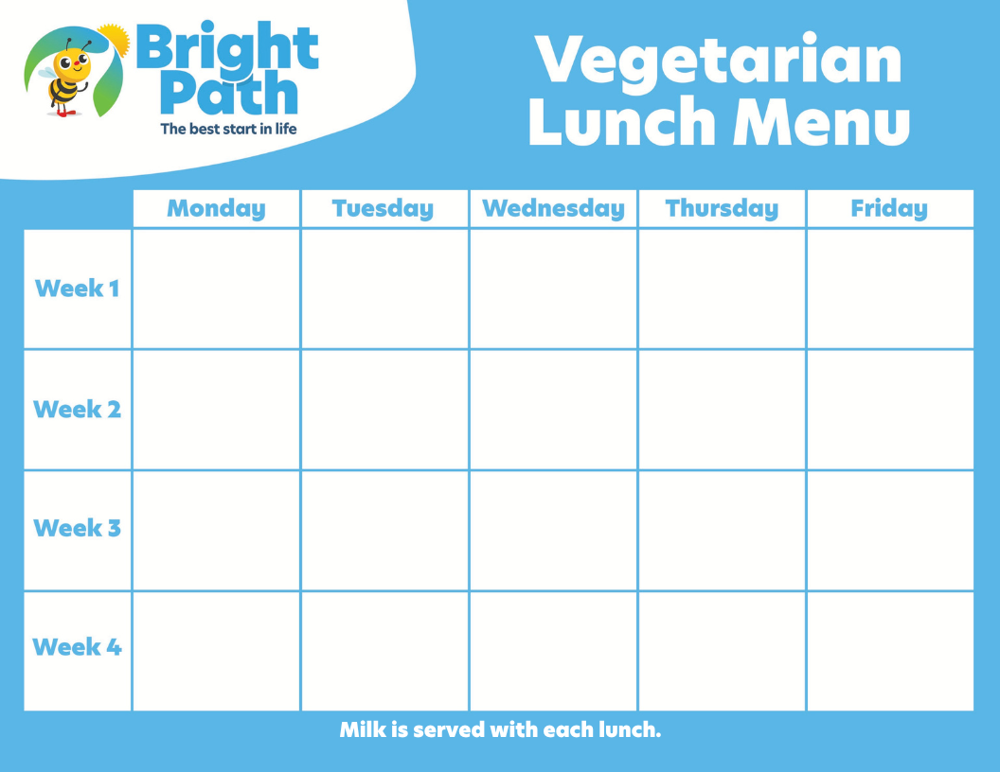 Bright
Path
The best start in life
Vegetarian
Lunch Menu
Monday Tuesday Wednesday Thursday Friday
Week 1
Week 2
Week 3
Week 4
Milk is served with each lunch.